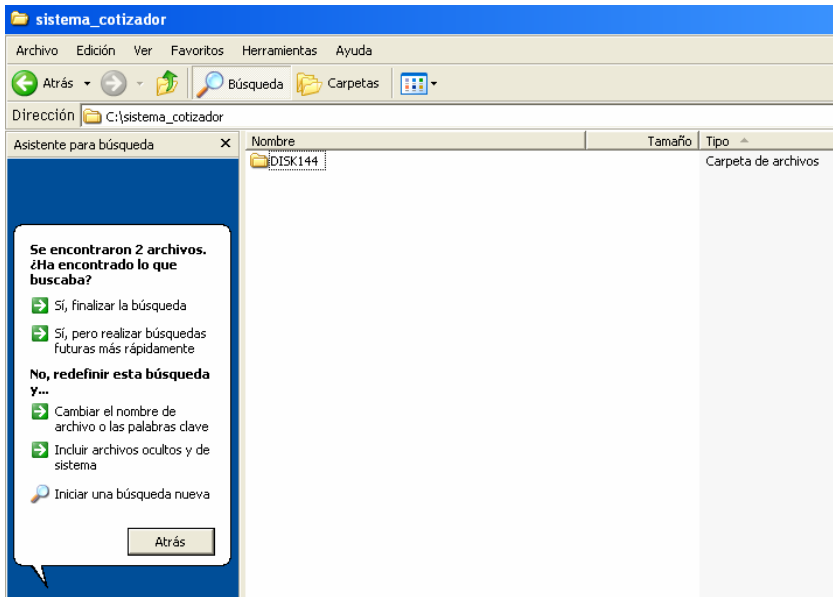 sistema_cotizador
Archivo Edición Ver Favoritos Herramientas Ayuda
Atrás Búsqueda Carpetas
Dirección C:\sistema_cotizador
Asistente para búsqueda X Nombre Tamaño Tipo
DISK144 Carpeta de archivos
Se encontraron 2 archivos.
¿Ha encontrado lo que
buscaba?
Sí, finalizar la búsqueda
Sí, pero realizar búsquedas
futuras más rápidamente
No, redefinir esta búsqueda
y...
Cambiar el nombre de
archivo o las palabras clave
Incluir archivos ocultos y de
sistema
Iniciar una búsqueda nueva
Atrás